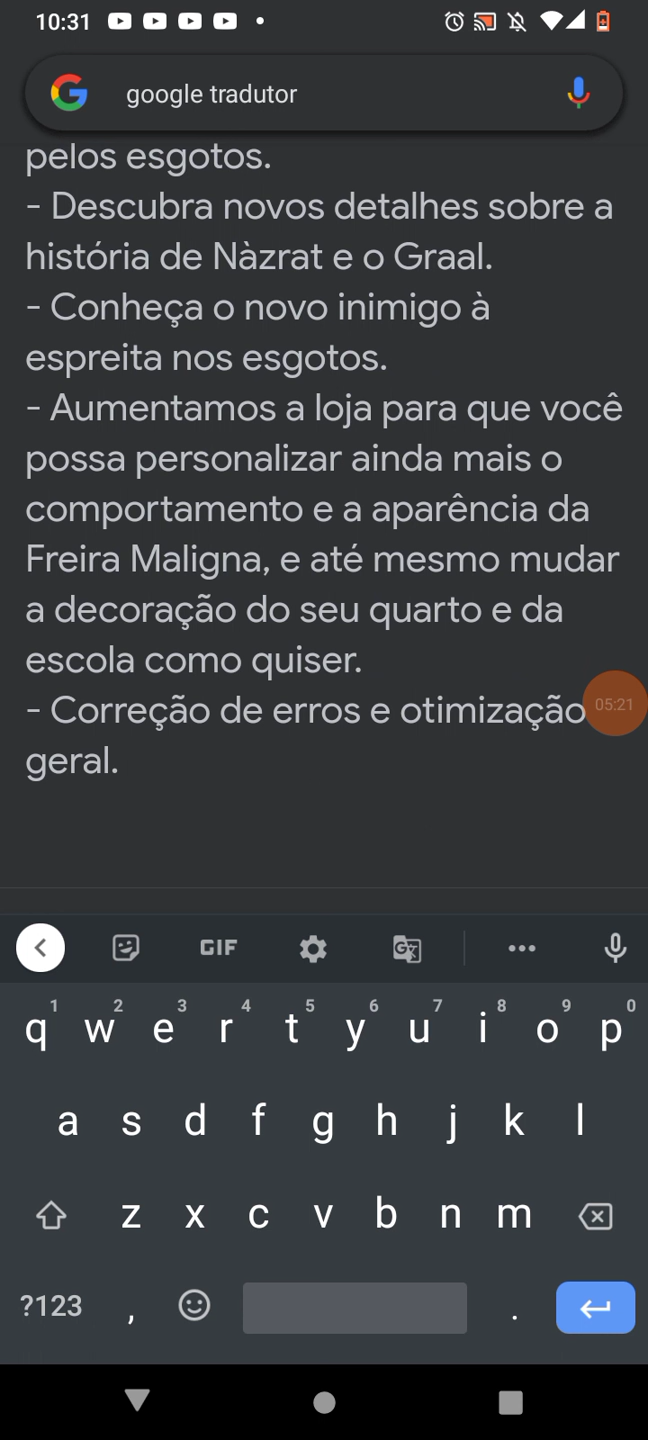 10:31
google tradutor
pelos esgotos.
- Descubra novos detalhes sobre a
história de Nàzrat e o Graal.
- Conheça o novo inimigo à
espreita nos esgotos.
- Aumentamos a loja para que você
possa personalizar ainda mais o
comportamento e a aparência da
Freira Maligna, e até mesmo mudar
a decoração do seu quarto e da
escola como quiser.
- Correção de erros e otimização
05:21
geral.
GIF
1 2 3 4 5 6 7 8 9 0
q w e r t y u i o p
a s d f g h j k l
z x c v b n m
?123 , .